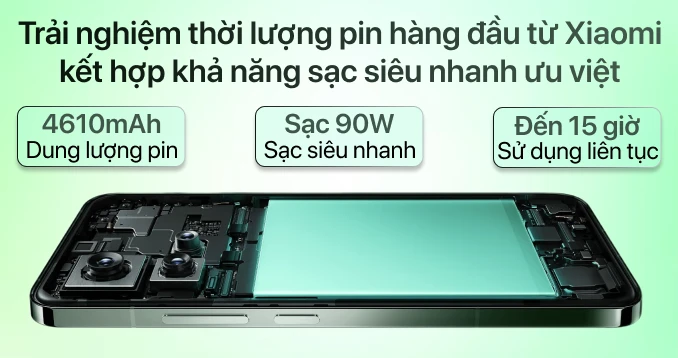 Trải nghiệm thời lượng pin hàng đầu từ Xiaomi
kết hợp khả năng sạc siêu nhanh ưu việt
4610mAh
Dung lượng pin
Sạc 90W
Sạc siêu nhanh
Đến 15 giờ
Sử dụng liên tục